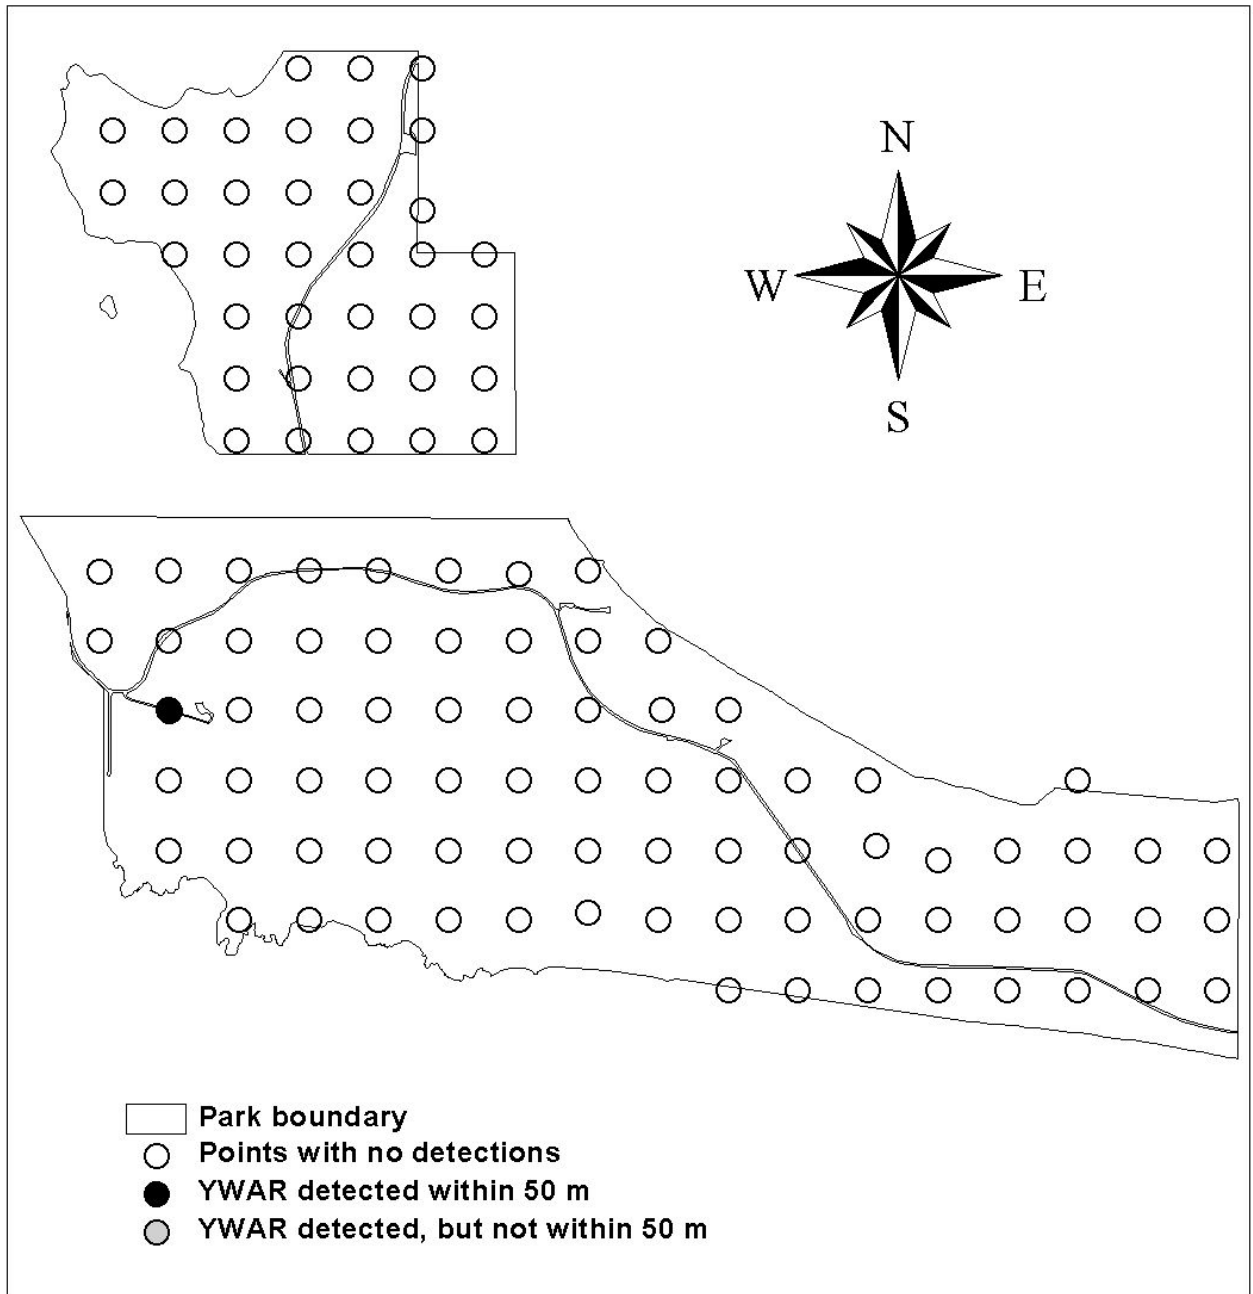 N
W
E
S
Park boundary
Points with no detections
YWAR detected within 50 m
YWAR detected, but not within 50 m